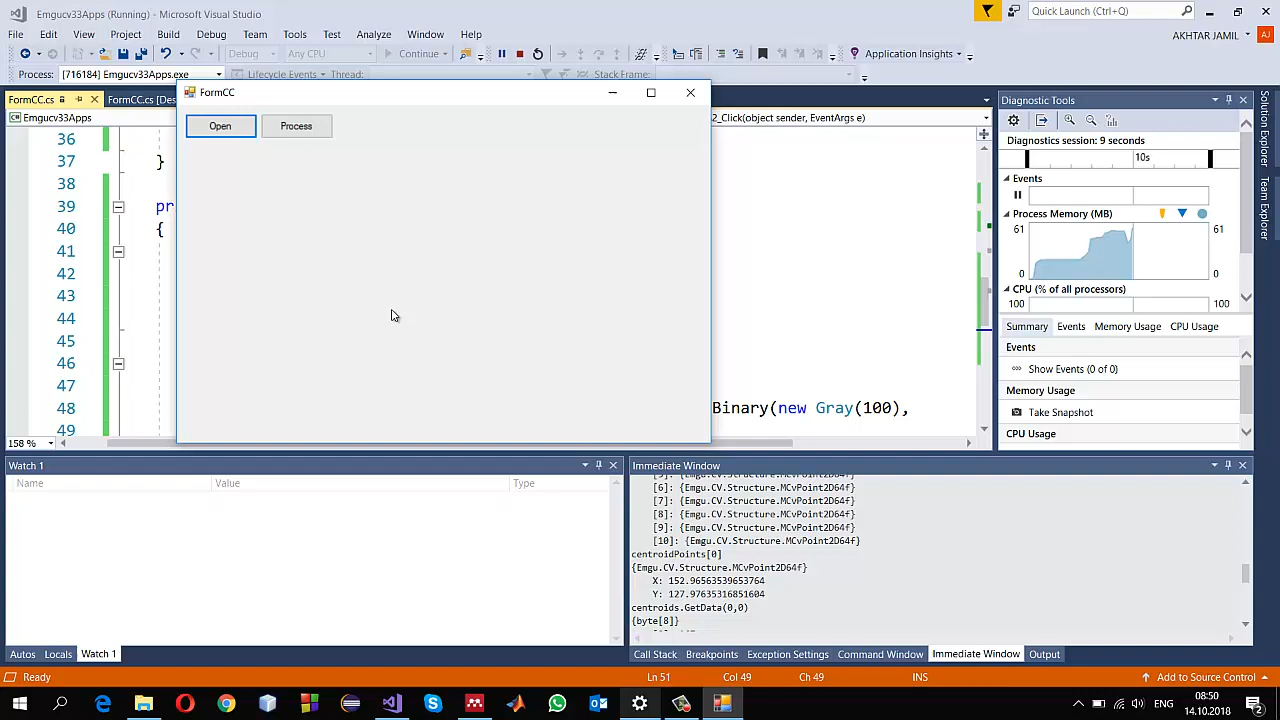 Emgucv33Apps (Running) - Microsoft Visual Studio
Quick Launch (Ctrl+Q)
File Edit View Project Build Debug Team Tools Test Analyze Window Help
AKHTAR JAMIL AJ
Debug Any CPU Continue Application Insights
Process: [716184] Emgucv33Apps.exe Lifecycle Events Thread: Stack Frame:
FormCC.cs FormCC.cs [Des
FormCC
Emgucv33Apps 2_Click(object sender, EventArgs e)
Open Process
36
37 }
38
39 pr
40 {
41
42
43
44
45
46
47
48 Binary(new Gray(100),
49
158 %
Diagnostic Tools
Diagnostics session: 9 seconds
10s
Events
Process Memory (MB)
61 61
0 0
CPU (% of all processors)
100 100
Summary Events Memory Usage CPU Usage
Events
Show Events (0 of 0)
Memory Usage
Take Snapshot
CPU Usage
Solution Explorer
Team Explorer
Watch 1
Name Value Type
Autos Locals Watch 1
Immediate Window
[6]: {Emgu.CV.Structure.MCvPoint2D64f}
[7]: {Emgu.CV.Structure.MCvPoint2D64f}
[8]: {Emgu.CV.Structure.MCvPoint2D64f}
[9]: {Emgu.CV.Structure.MCvPoint2D64f}
[10]: {Emgu.CV.Structure.MCvPoint2D64f}
centroidPoints[0]
{Emgu.CV.Structure.MCvPoint2D64f}
X: 152.96563539653764
Y: 127.97635316851604
centroids.GetData(0,0)
{byte[8]}
Call Stack Breakpoints Exception Settings Command Window Immediate Window Output
Ready Ln 51 Col 49 Ch 49 INS Add to Source Control
ENG 08:50
14.10.2018
2